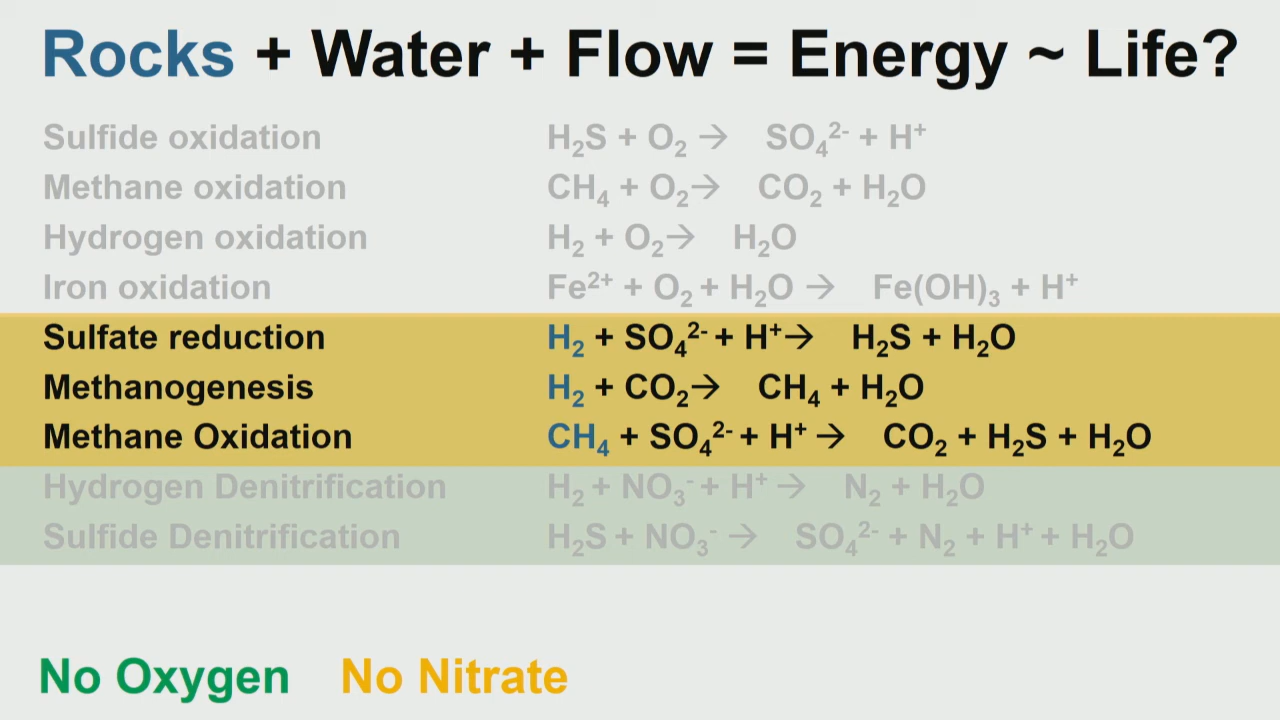 Rocks + Water + Flow = Energy ~ Life?
Sulfide oxidation H₂S + O₂ → SO₄²⁻ + H⁺
Methane oxidation CH₄ + O₂→ CO₂ + H₂O
Hydrogen oxidation H₂ + O₂→ H₂O
Iron oxidation Fe²⁺ + O₂ + H₂O → Fe(OH)₃ + H⁺
Sulfate reduction H₂ + SO₄²⁻ + H⁺→ H₂S + H₂O
Methanogenesis H₂ + CO₂→ CH₄ + H₂O
Methane Oxidation CH₄ + SO₄²⁻ + H⁺ → CO₂ + H₂S + H₂O
Hydrogen Denitrification H₂ + NO₃⁻ + H⁺ → N₂ + H₂O
Sulfide Denitrification H₂S + NO₃⁻ → SO₄²⁻ + N₂ + H⁺ + H₂O
No Oxygen No Nitrate